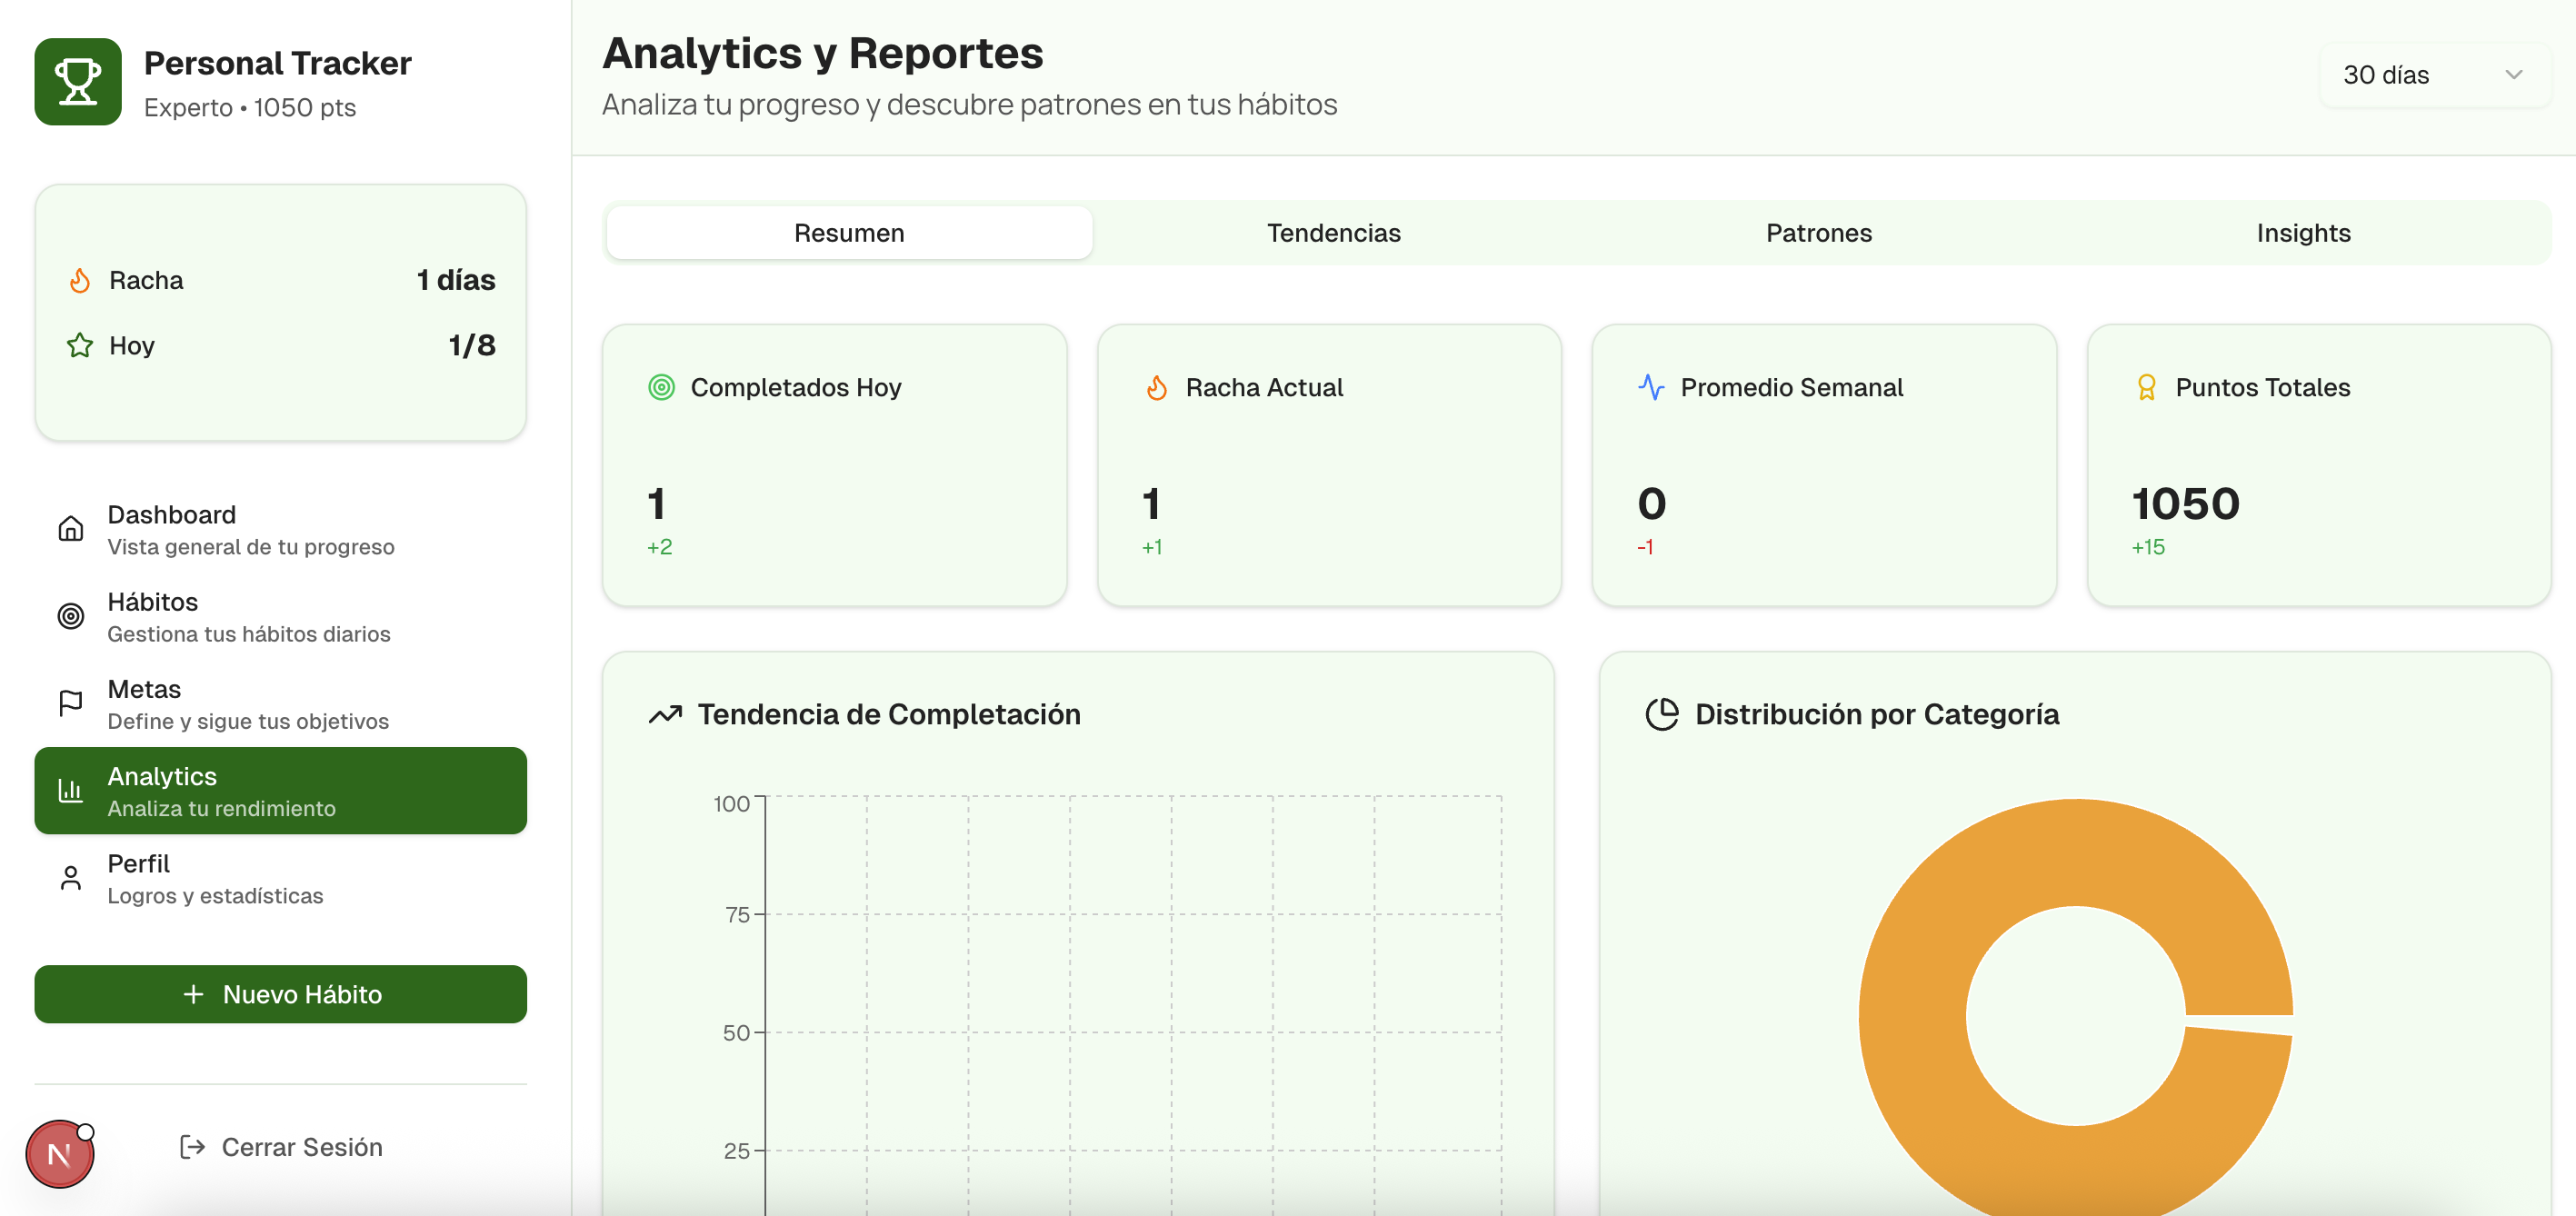 Personal Tracker
Experto • 1050 pts
Racha
1 días
Hoy
1/8
Dashboard
Vista general de tu progreso
Hábitos
Gestiona tus hábitos diarios
Metas
Define y sigue tus objetivos
Analytics
Analiza tu rendimiento
Perfil
Logros y estadísticas
+ Nuevo Hábito
N
Cerrar Sesión
Analytics y Reportes
Analiza tu progreso y descubre patrones en tus hábitos
30 días
Resumen
Tendencias
Patrones
Insights
Completados Hoy
1
+2
Racha Actual
1
+1
Promedio Semanal
0
-1
Puntos Totales
1050
+15
Tendencia de Completación
100
75
50
25
Distribución por Categoría